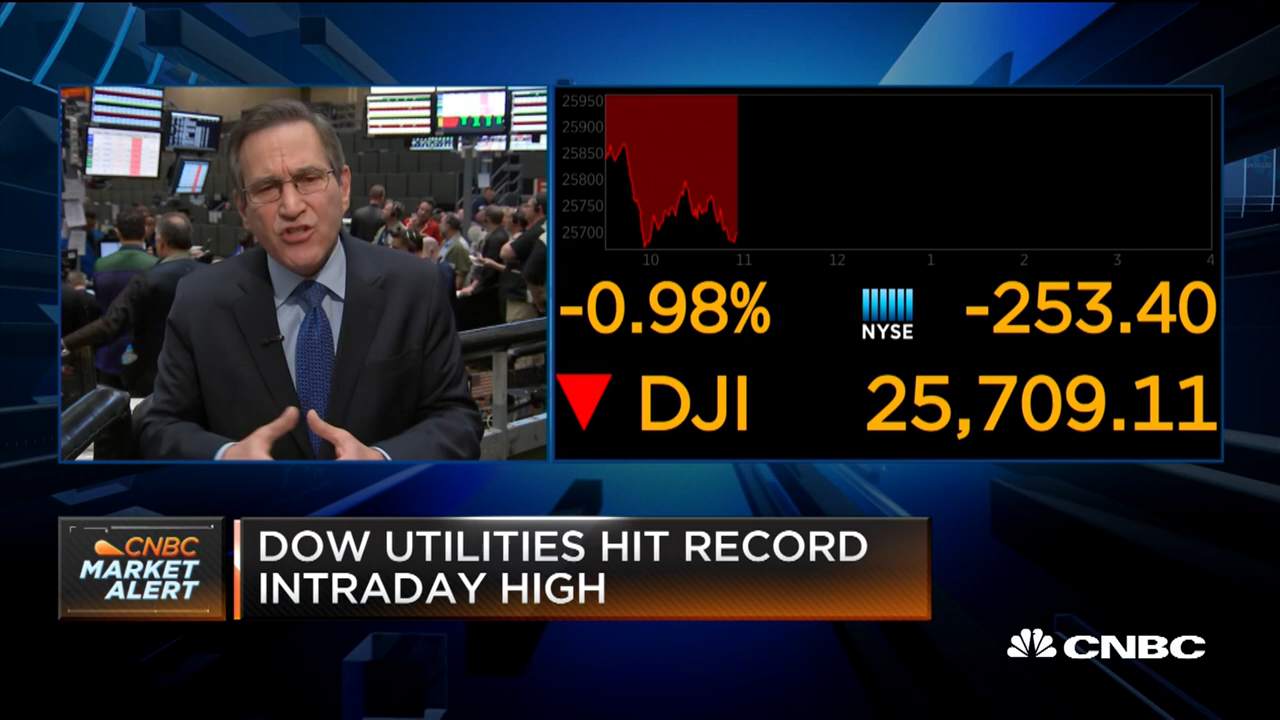 25950
25900
25850
25800
25750
25700
10 11 12 1 2 3 4
-0.98% NYSE -253.40
DJI 25,709.11
CNBC
MARKET
ALERT
DOW UTILITIES HIT RECORD
INTRADAY HIGH
CNBC